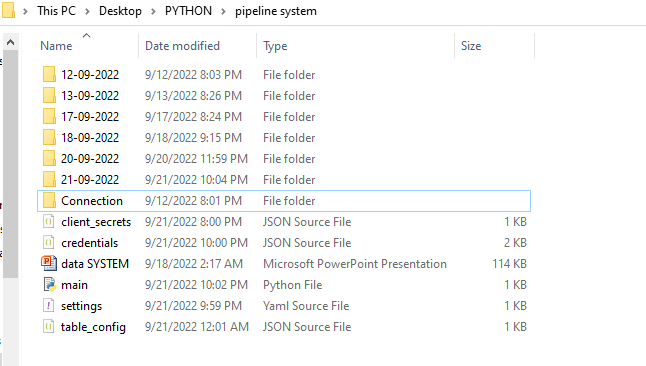 This PC > Desktop > PYTHON > pipeline system
Name Date modified Type Size
12-09-2022 9/12/2022 8:03 PM File folder
13-09-2022 9/13/2022 8:26 PM File folder
17-09-2022 9/17/2022 8:24 PM File folder
18-09-2022 9/18/2022 9:15 PM File folder
20-09-2022 9/20/2022 11:59 PM File folder
21-09-2022 9/21/2022 10:04 PM File folder
Connection 9/12/2022 8:01 PM File folder
client_secrets 9/21/2022 8:00 PM JSON Source File 1 KB
credentials 9/21/2022 10:00 PM JSON Source File 2 KB
data SYSTEM 9/18/2022 2:17 AM Microsoft PowerPoint Presentation 114 KB
main 9/21/2022 10:02 PM Python File 1 KB
settings 9/21/2022 9:59 PM Yaml Source File 1 KB
table_config 9/21/2022 12:01 AM JSON Source File 1 KB